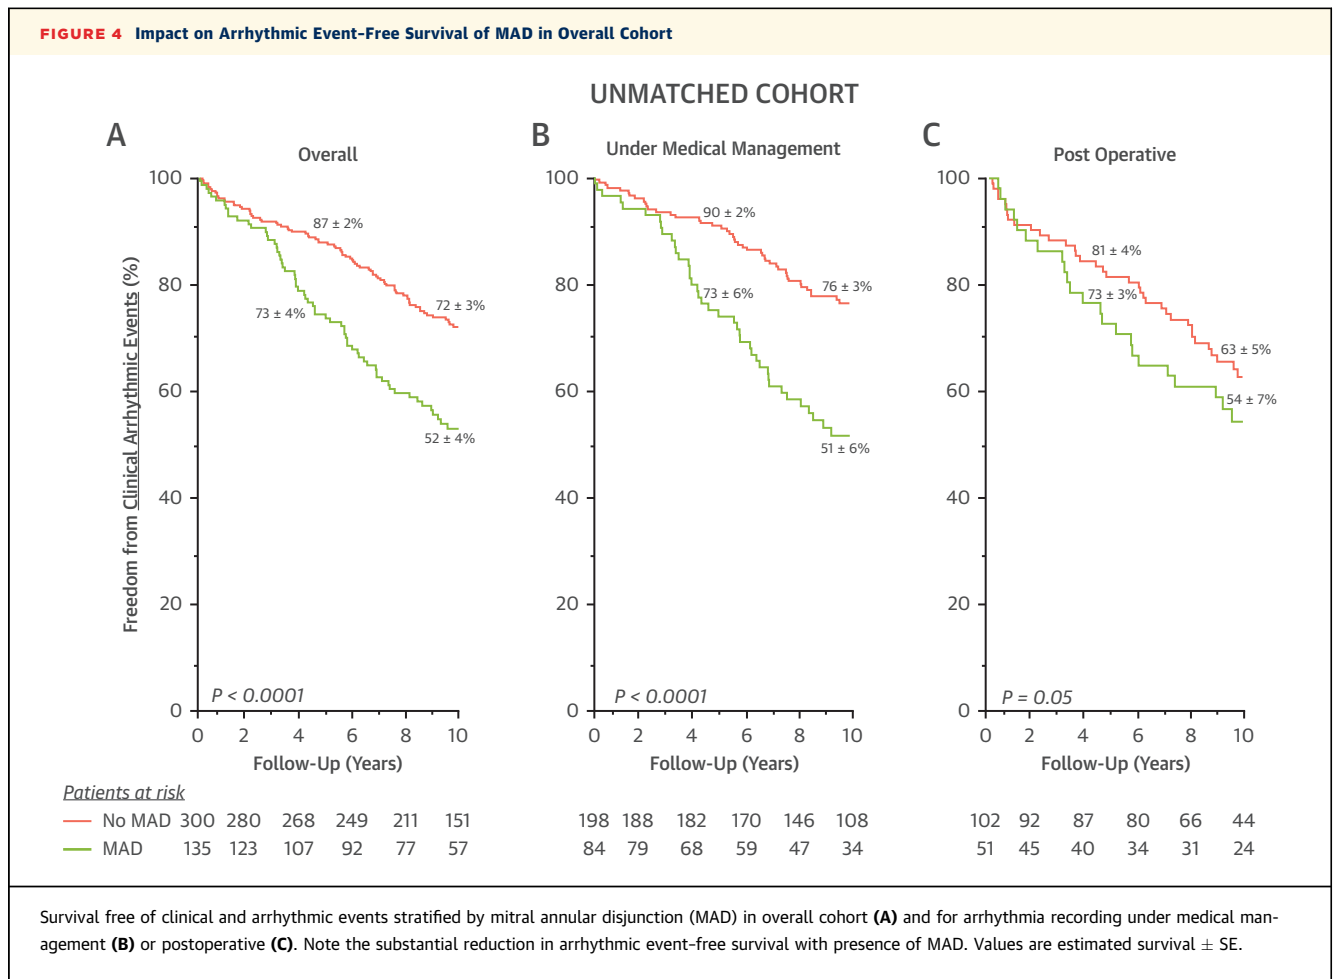 FIGURE 4 Impact on Arrhythmic Event-Free Survival of MAD in Overall Cohort
UNMATCHED COHORT
A
Overall
Freedom from Clinical Arrhythmic Events (%)
100
80
60
40
20
0
87 ± 2%
72 ± 3%
73 ± 4%
52 ± 4%
P < 0.0001
0 2 4 6 8 10
Follow-Up (Years)
B
Under Medical Management
100
80
60
40
20
0
90 ± 2%
76 ± 3%
73 ± 6%
51 ± 6%
P < 0.0001
0 2 4 6 8 10
Follow-Up (Years)
C
Post Operative
100
80
60
40
20
0
81 ± 4%
73 ± 3%
63 ± 5%
54 ± 7%
P = 0.05
0 2 4 6 8 10
Follow-Up (Years)
Patients at risk
No MAD 300 280 268 249 211 151 198 188 182 170 146 108 102 92 87 80 66 44
MAD 135 123 107 92 77 57 84 79 68 59 47 34 51 45 40 34 31 24
Survival free of clinical and arrhythmic events stratified by mitral annular disjunction (MAD) in overall cohort (A) and for arrhythmia recording under medical man-
agement (B) or postoperative (C). Note the substantial reduction in arrhythmic event-free survival with presence of MAD. Values are estimated survival ± SE.